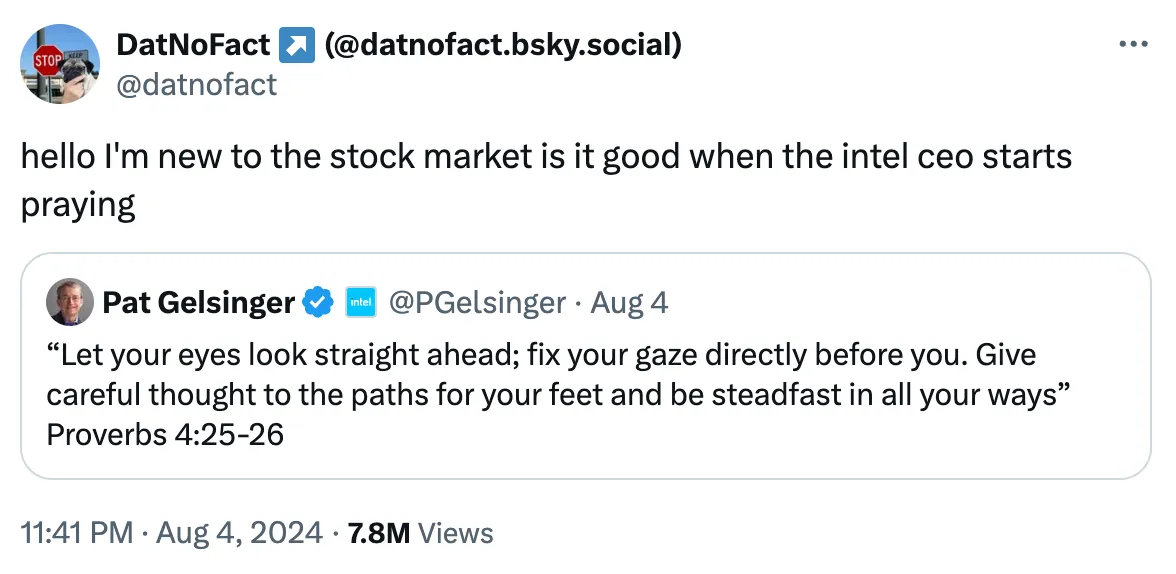 DatNoFact ↗ (@datnofact.bsky.social)
@datnofact
hello I'm new to the stock market is it good when the intel ceo starts
praying
Pat Gelsinger intel @PGelsinger · Aug 4
“Let your eyes look straight ahead; fix your gaze directly before you. Give
careful thought to the paths for your feet and be steadfast in all your ways”
Proverbs 4:25-26
11:41 PM · Aug 4, 2024 · 7.8M Views
STOP
KEEP